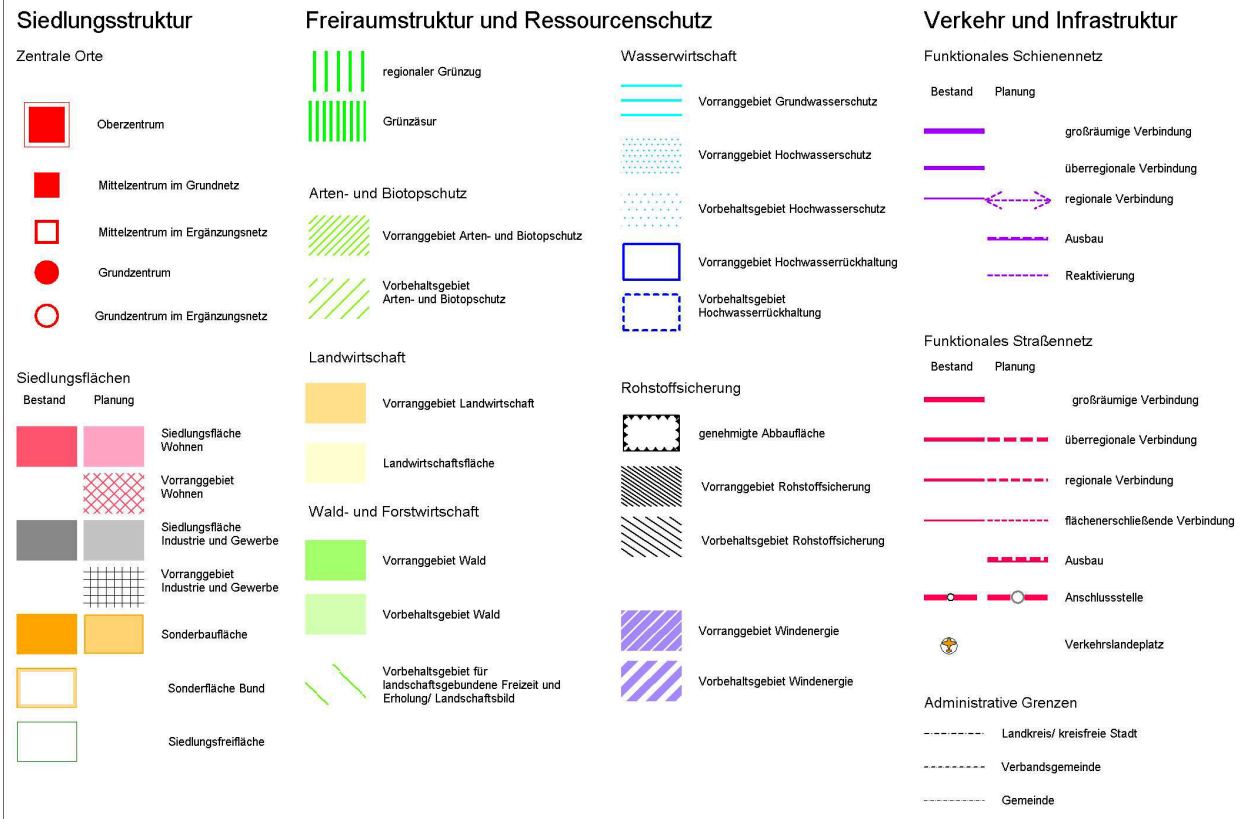 Siedlungsstruktur
Zentrale Orte
Oberzentrum
Mittelzentrum im Grundnetz
Mittelzentrum im Ergänzungsnetz
Grundzentrum
Grundzentrum im Ergänzungsnetz
Siedlungsflächen
Bestand Planung
Siedlungsfläche
Wohnen
Vorranggebiet
Wohnen
Siedlungsfläche
Industrie und Gewerbe
Vorranggebiet
Industrie und Gewerbe
Sonderbaufläche
Sonderfläche Bund
Siedlungsfreifläche
Freiraumstruktur und Ressourcenschutz
regionaler Grünzug
Grünzäsur
Arten- und Biotopschutz
Vorranggebiet Arten- und Biotopschutz
Vorbehaltsgebiet
Arten- und Biotopschutz
Landwirtschaft
Vorranggebiet Landwirtschaft
Landwirtschaftsfläche
Wald- und Forstwirtschaft
Vorranggebiet Wald
Vorbehaltsgebiet Wald
Vorbehaltsgebiet für
landschaftsgebundene Freizeit und
Erholung/ Landschaftsbild
Wasserwirtschaft
Vorranggebiet Grundwasserschutz
Vorranggebiet Hochwasserschutz
Vorbehaltsgebiet Hochwasserschutz
Vorranggebiet Hochwasserrückhaltung
Vorbehaltsgebiet
Hochwasserrückhaltung
Rohstoffsicherung
genehmigte Abbaufläche
Vorranggebiet Rohstoffsicherung
Vorbehaltsgebiet Rohstoffsicherung
Vorranggebiet Windenergie
Vorbehaltsgebiet Windenergie
Verkehr und Infrastruktur
Funktionales Schienennetz
Bestand Planung
großräumige Verbindung
überregionale Verbindung
regionale Verbindung
Ausbau
Reaktivierung
Funktionales Straßennetz
Bestand Planung
großräumige Verbindung
überregionale Verbindung
regionale Verbindung
flächenerschließende Verbindung
Ausbau
Anschlussstelle
Verkehrslandeplatz
Administrative Grenzen
Landkreis/ kreisfreie Stadt
Verbandsgemeinde
Gemeinde